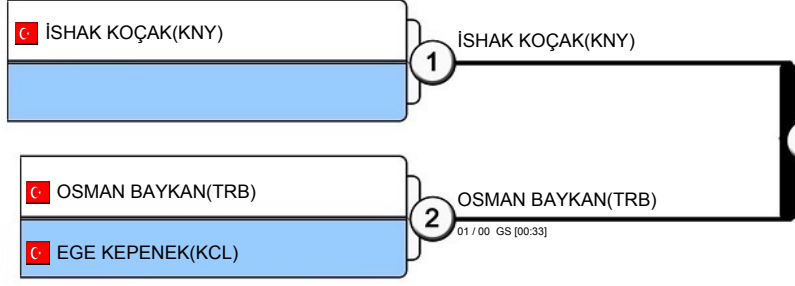 İSHAK KOÇAK(KNY)
1
İSHAK KOÇAK(KNY)
OSMAN BAYKAN(TRB)
2
OSMAN BAYKAN(TRB)
01 / 00 GS [00:33]
EGE KEPENEK(KCL)